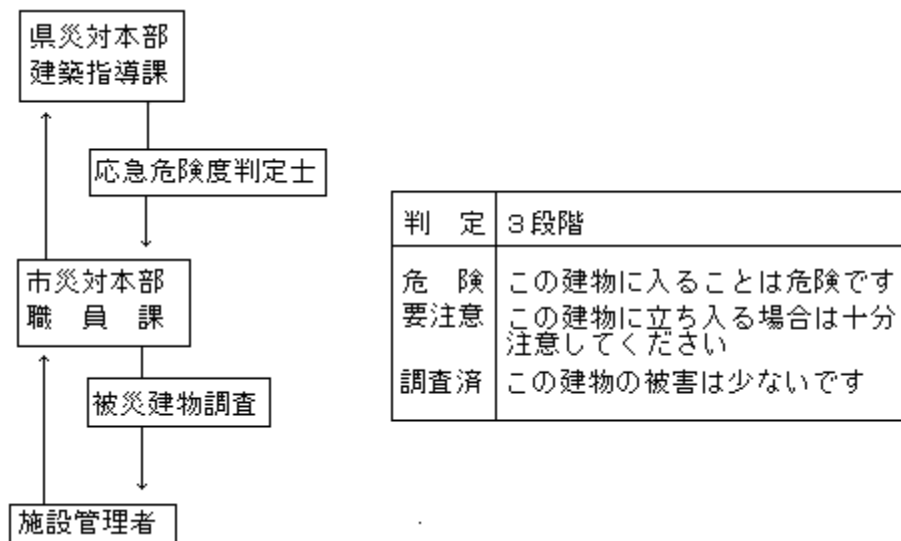 県災対本部
建築指導課
応急危険度判定士
市災対本部
職　員　課
被災建物調査
施設管理者
判　定　３段階
危　険　この建物に入ることは危険です
要注意　この建物に立ち入る場合は十分
注意してください
調査済　この建物の被害は少ないです